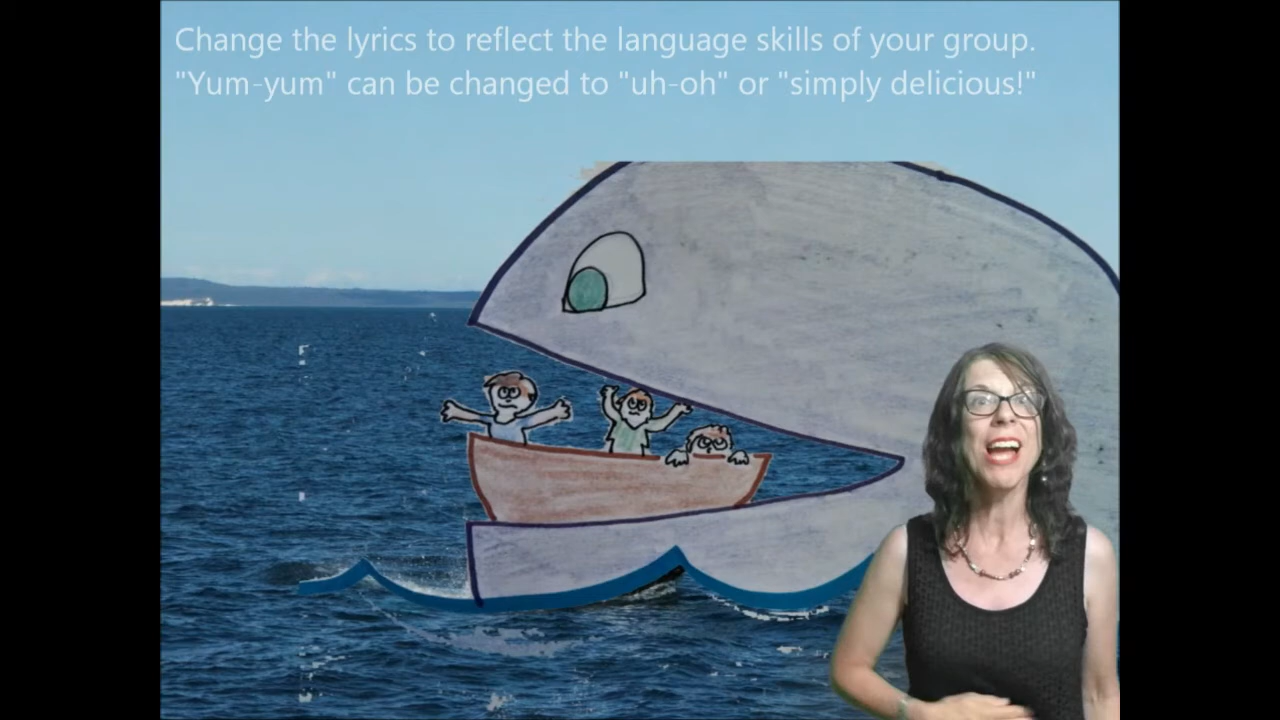 Change the lyrics to reflect the language skills of your group.
"Yum-yum" can be changed to "uh-oh" or "simply delicious!"